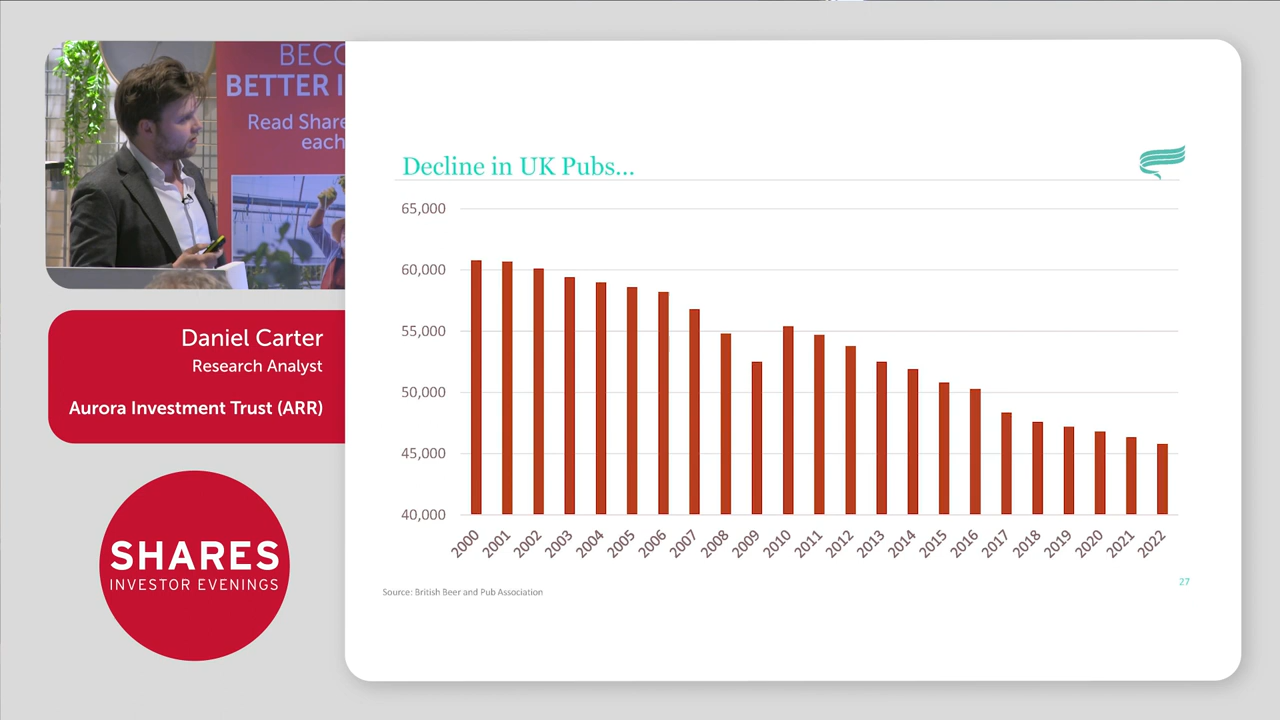 BECO
BETTER I
Read Share
each
Daniel Carter
Research Analyst
Aurora Investment Trust (ARR)
SHARES
INVESTOR EVENINGS
Decline in UK Pubs...
65,000
60,000
55,000
50,000
45,000
40,000
2000 2001 2002 2003 2004 2005 2006 2007 2008 2009 2010 2011 2012 2013 2014 2015 2016 2017 2018 2019 2020 2021 2022
27
Source: British Beer and Pub Association